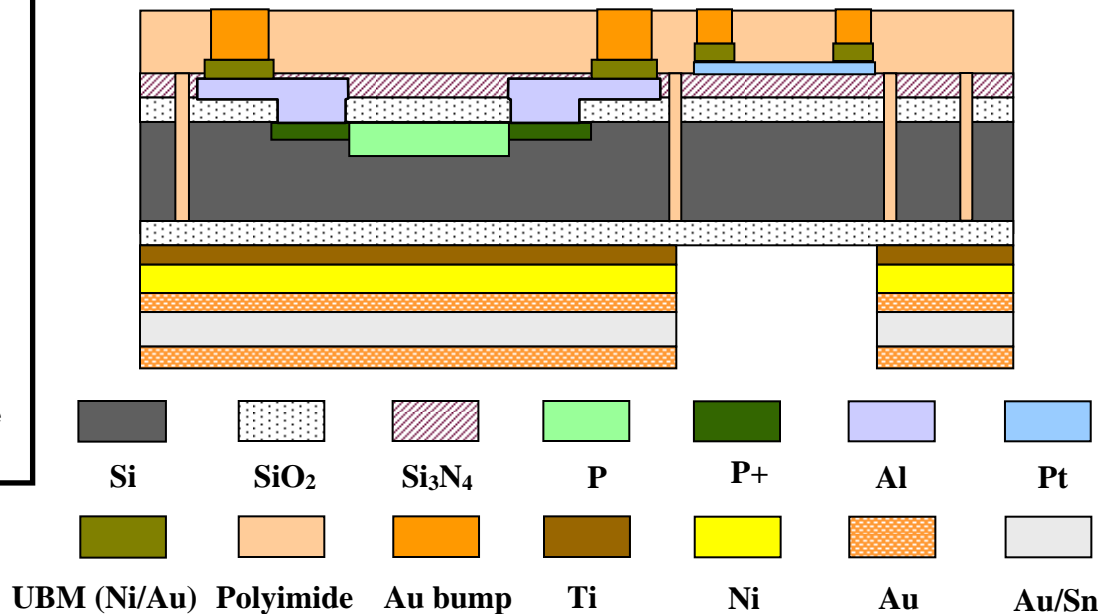 Si SiO₂ Si₃N₄ P P+ Al Pt
UBM (Ni/Au) Polyimide Au bump Ti Ni Au Au/Sn